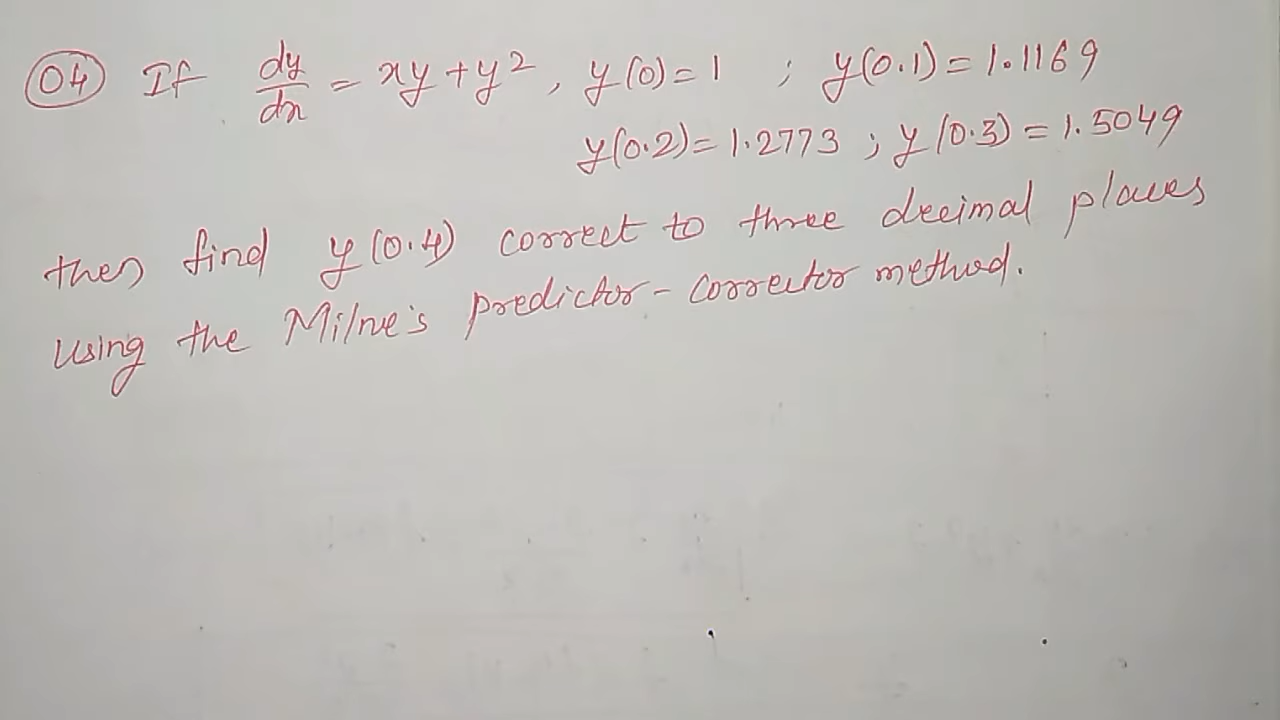 04 If dy/dx = xy + y², y(0) = 1 ; y(0.1) = 1.1169
y(0.2) = 1.2773 ; y(0.3) = 1.5049
then find y(0.4) correct to three decimal places
using the Milne's predictor - corrector method.